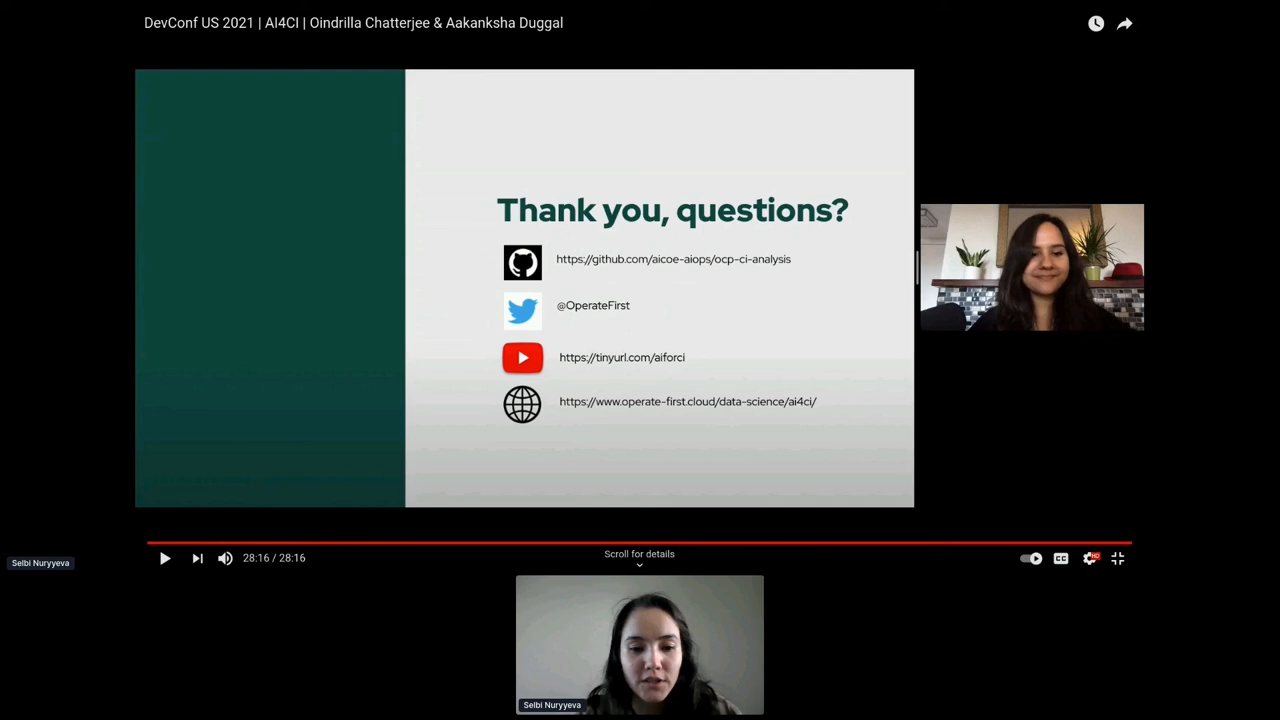 DevConf US 2021 | AI4CI | Oindrilla Chatterjee & Aakanksha Duggal
Thank you, questions?
https://github.com/aicoe-aiops/ocp-ci-analysis
@OperateFirst
https://tinyurl.com/aiforci
https://www.operate-first.cloud/data-science/ai4ci/
28:16 / 28:16
Scroll for details
CC
HD
Selbi Nuryyeva
Selbi Nuryyeva